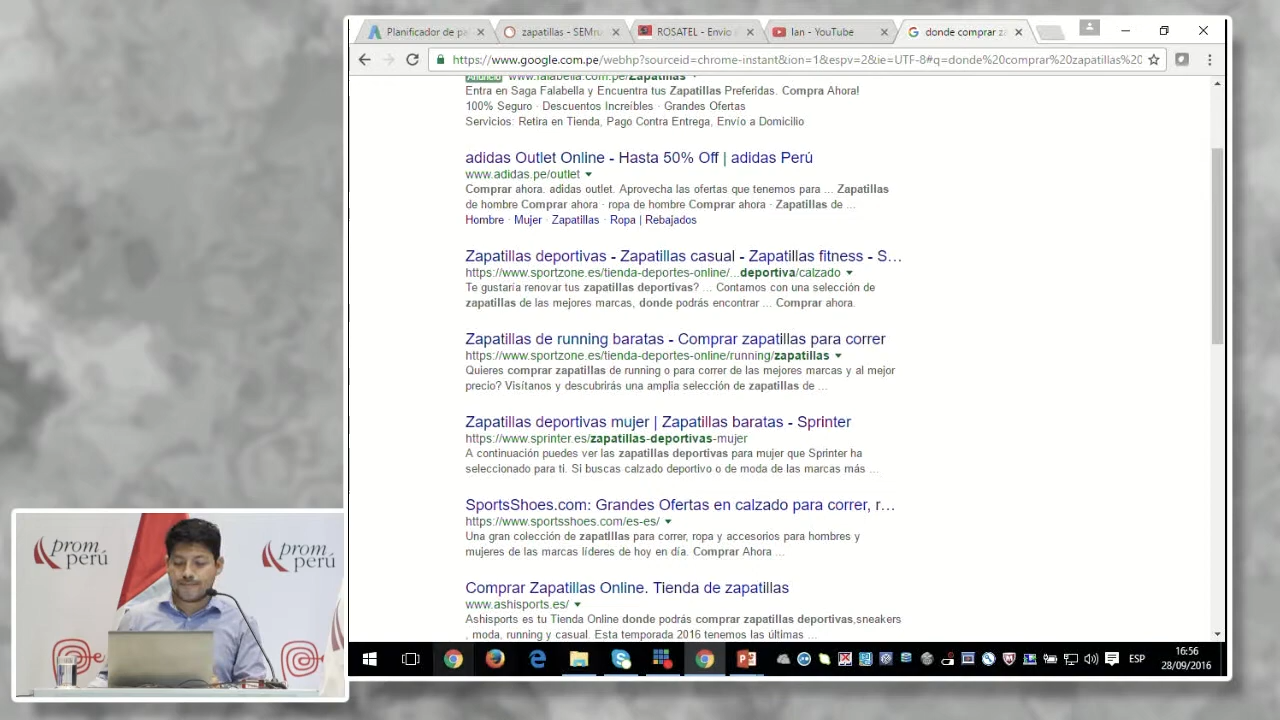 Planificador de pa
zapatillas - SEMru
ROSATEL - Envio
Ian - YouTube
donde comprar za
https://www.google.com.pe/webhp?sourceid=chrome-instant&ion=1&espv=2&ie=UTF-8#q=donde%20comprar%20zapatillas%20
Anuncio www.falabella.com.pe/Zapatillas
Entra en Saga Falabella y Encuentra tus Zapatillas Preferidas. Compra Ahora!
100% Seguro · Descuentos Increíbles · Grandes Ofertas
Servicios: Retira en Tienda, Pago Contra Entrega, Envío a Domicilio
adidas Outlet Online - Hasta 50% Off | adidas Perú
www.adidas.pe/outlet
Comprar ahora. adidas outlet. Aprovecha las ofertas que tenemos para ... Zapatillas
de hombre Comprar ahora · ropa de hombre Comprar ahora · Zapatillas de ...
Hombre · Mujer · Zapatillas · Ropa | Rebajados
Zapatillas deportivas - Zapatillas casual - Zapatillas fitness - S...
https://www.sportzone.es/tienda-deportes-online/...deportiva/calzado
Te gustaría renovar tus zapatillas deportivas? ... Contamos con una selección de
zapatillas de las mejores marcas, donde podrás encontrar ... Comprar ahora.
Zapatillas de running baratas - Comprar zapatillas para correr
https://www.sportzone.es/tienda-deportes-online/running/zapatillas
Quieres comprar zapatillas de running o para correr de las mejores marcas y al mejor
precio? Visítanos y descubrirás una amplia selección de zapatillas de ...
Zapatillas deportivas mujer | Zapatillas baratas - Sprinter
https://www.sprinter.es/zapatillas-deportivas-mujer
A continuación puedes ver las zapatillas deportivas para mujer que Sprinter ha
seleccionado para ti. Si buscas calzado deportivo o de moda de las marcas más ...
SportsShoes.com: Grandes Ofertas en calzado para correr, r...
https://www.sportsshoes.com/es-es/
Una gran colección de zapatillas para correr, ropa y accesorios para hombres y
mujeres de las marcas líderes de hoy en día. Comprar Ahora ...
Comprar Zapatillas Online. Tienda de zapatillas
www.ashisports.es/
Ashisports es tu Tienda Online donde podrás comprar zapatillas deportivas,sneakers
, moda, running y casual. Esta temporada 2016 tenemos las últimas ...
ESP
16:56
28/09/2016
prom
perú
prom
perú